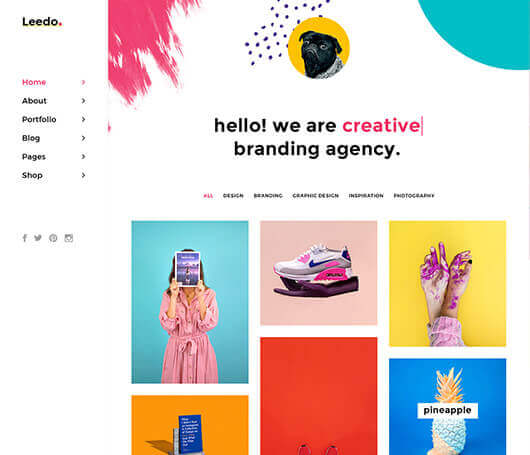 Leedo.
Home
About
Portfolio
Blog
Pages
Shop
hello! we are creative
branding agency.
ALL DESIGN BRANDING GRAPHIC DESIGN INSPIRATION PHOTOGRAPHY
pineapple